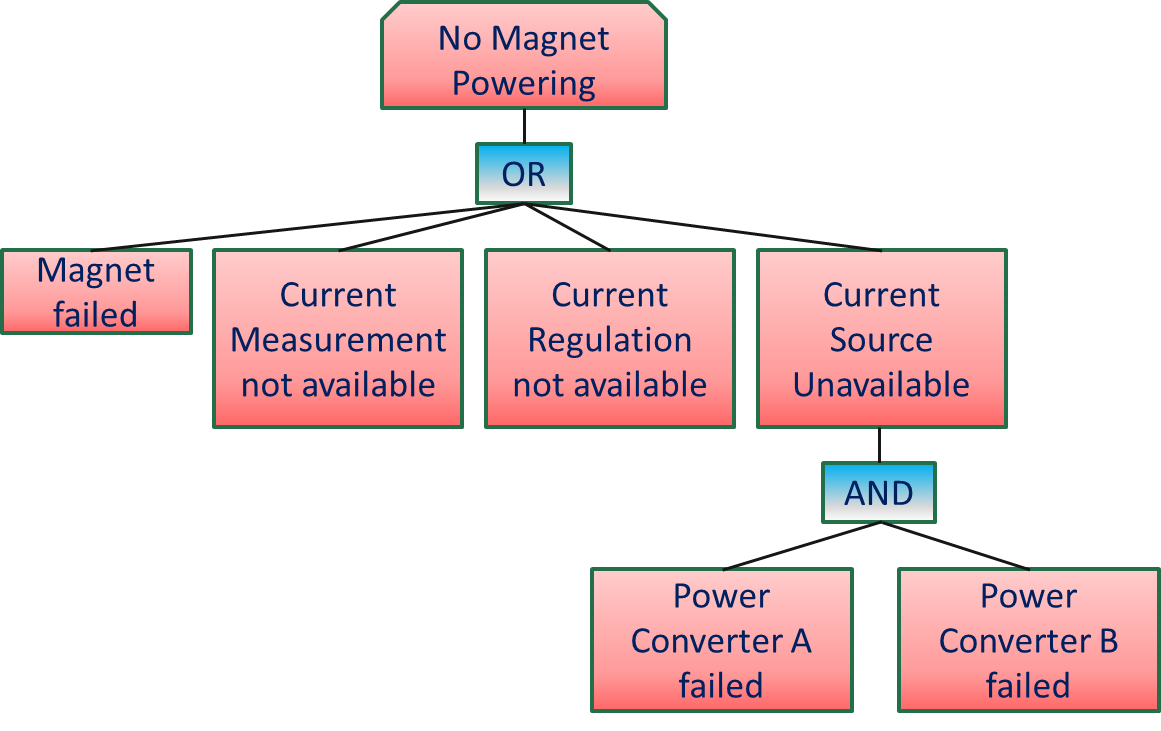 No Magnet
Powering
OR
Magnet
failed
Current
Measurement
not available
Current
Regulation
not available
Current
Source
Unavailable
AND
Power
Converter A
failed
Power
Converter B
failed